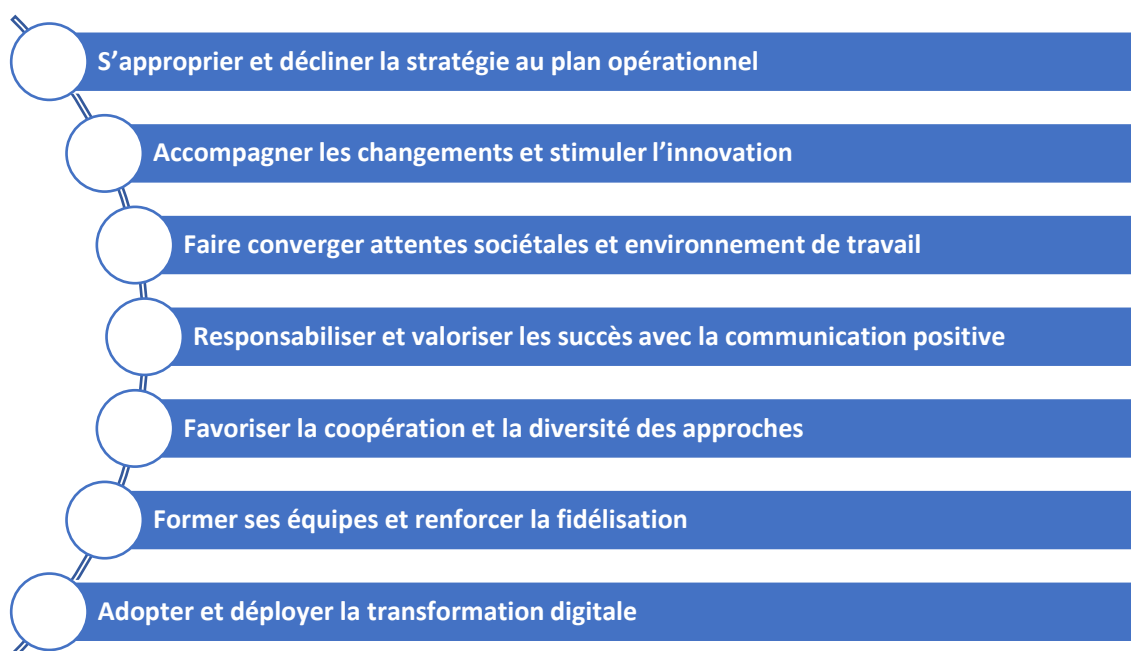 S’approprier et décliner la stratégie au plan opérationnel
Accompagner les changements et stimuler l’innovation
Faire converger attentes sociétales et environnement de travail
Responsabiliser et valoriser les succès avec la communication positive
Favoriser la coopération et la diversité des approches
Former ses équipes et renforcer la fidélisation
Adopter et déployer la transformation digitale